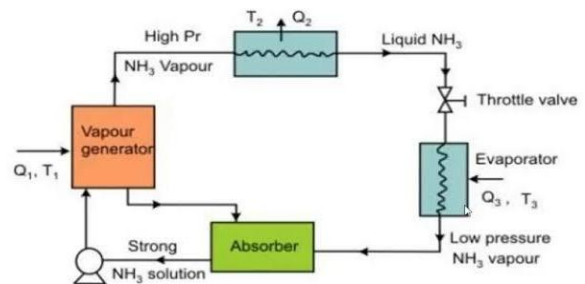 T₂ Q₂
High Pr
NH₃ Vapour
Liquid NH₃
Throttle valve
Vapour
generator
Q₁, T₁
Evaporator
Q₃ , T₃
Absorber
Strong
NH₃ solution
Low pressure
NH₃ vapour